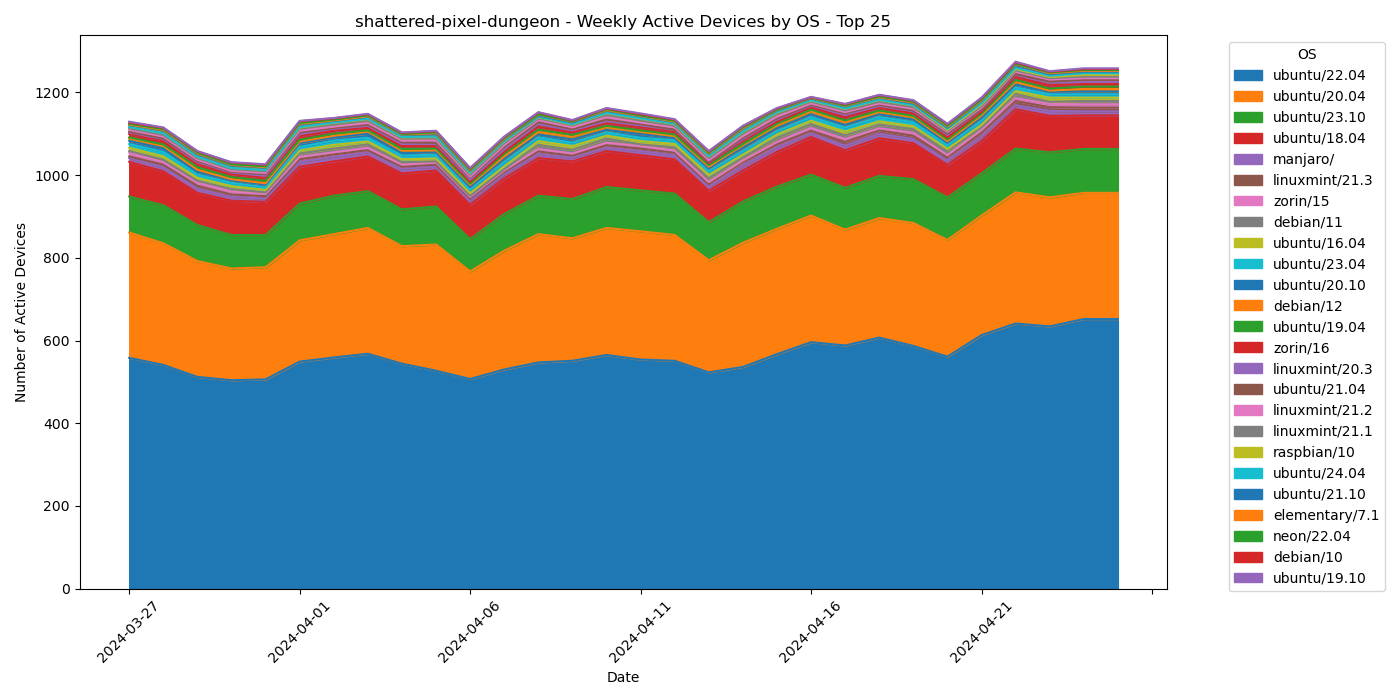 shattered-pixel-dungeon - Weekly Active Devices by OS - Top 25
Number of Active Devices
1200
1000
800
600
400
200
0
2024-03-27
2024-04-01
2024-04-06
2024-04-11
2024-04-16
2024-04-21
Date
OS
ubuntu/22.04
ubuntu/20.04
ubuntu/23.10
ubuntu/18.04
manjaro/
linuxmint/21.3
zorin/15
debian/11
ubuntu/16.04
ubuntu/23.04
ubuntu/20.10
debian/12
ubuntu/19.04
zorin/16
linuxmint/20.3
ubuntu/21.04
linuxmint/21.2
linuxmint/21.1
raspbian/10
ubuntu/24.04
ubuntu/21.10
elementary/7.1
neon/22.04
debian/10
ubuntu/19.10